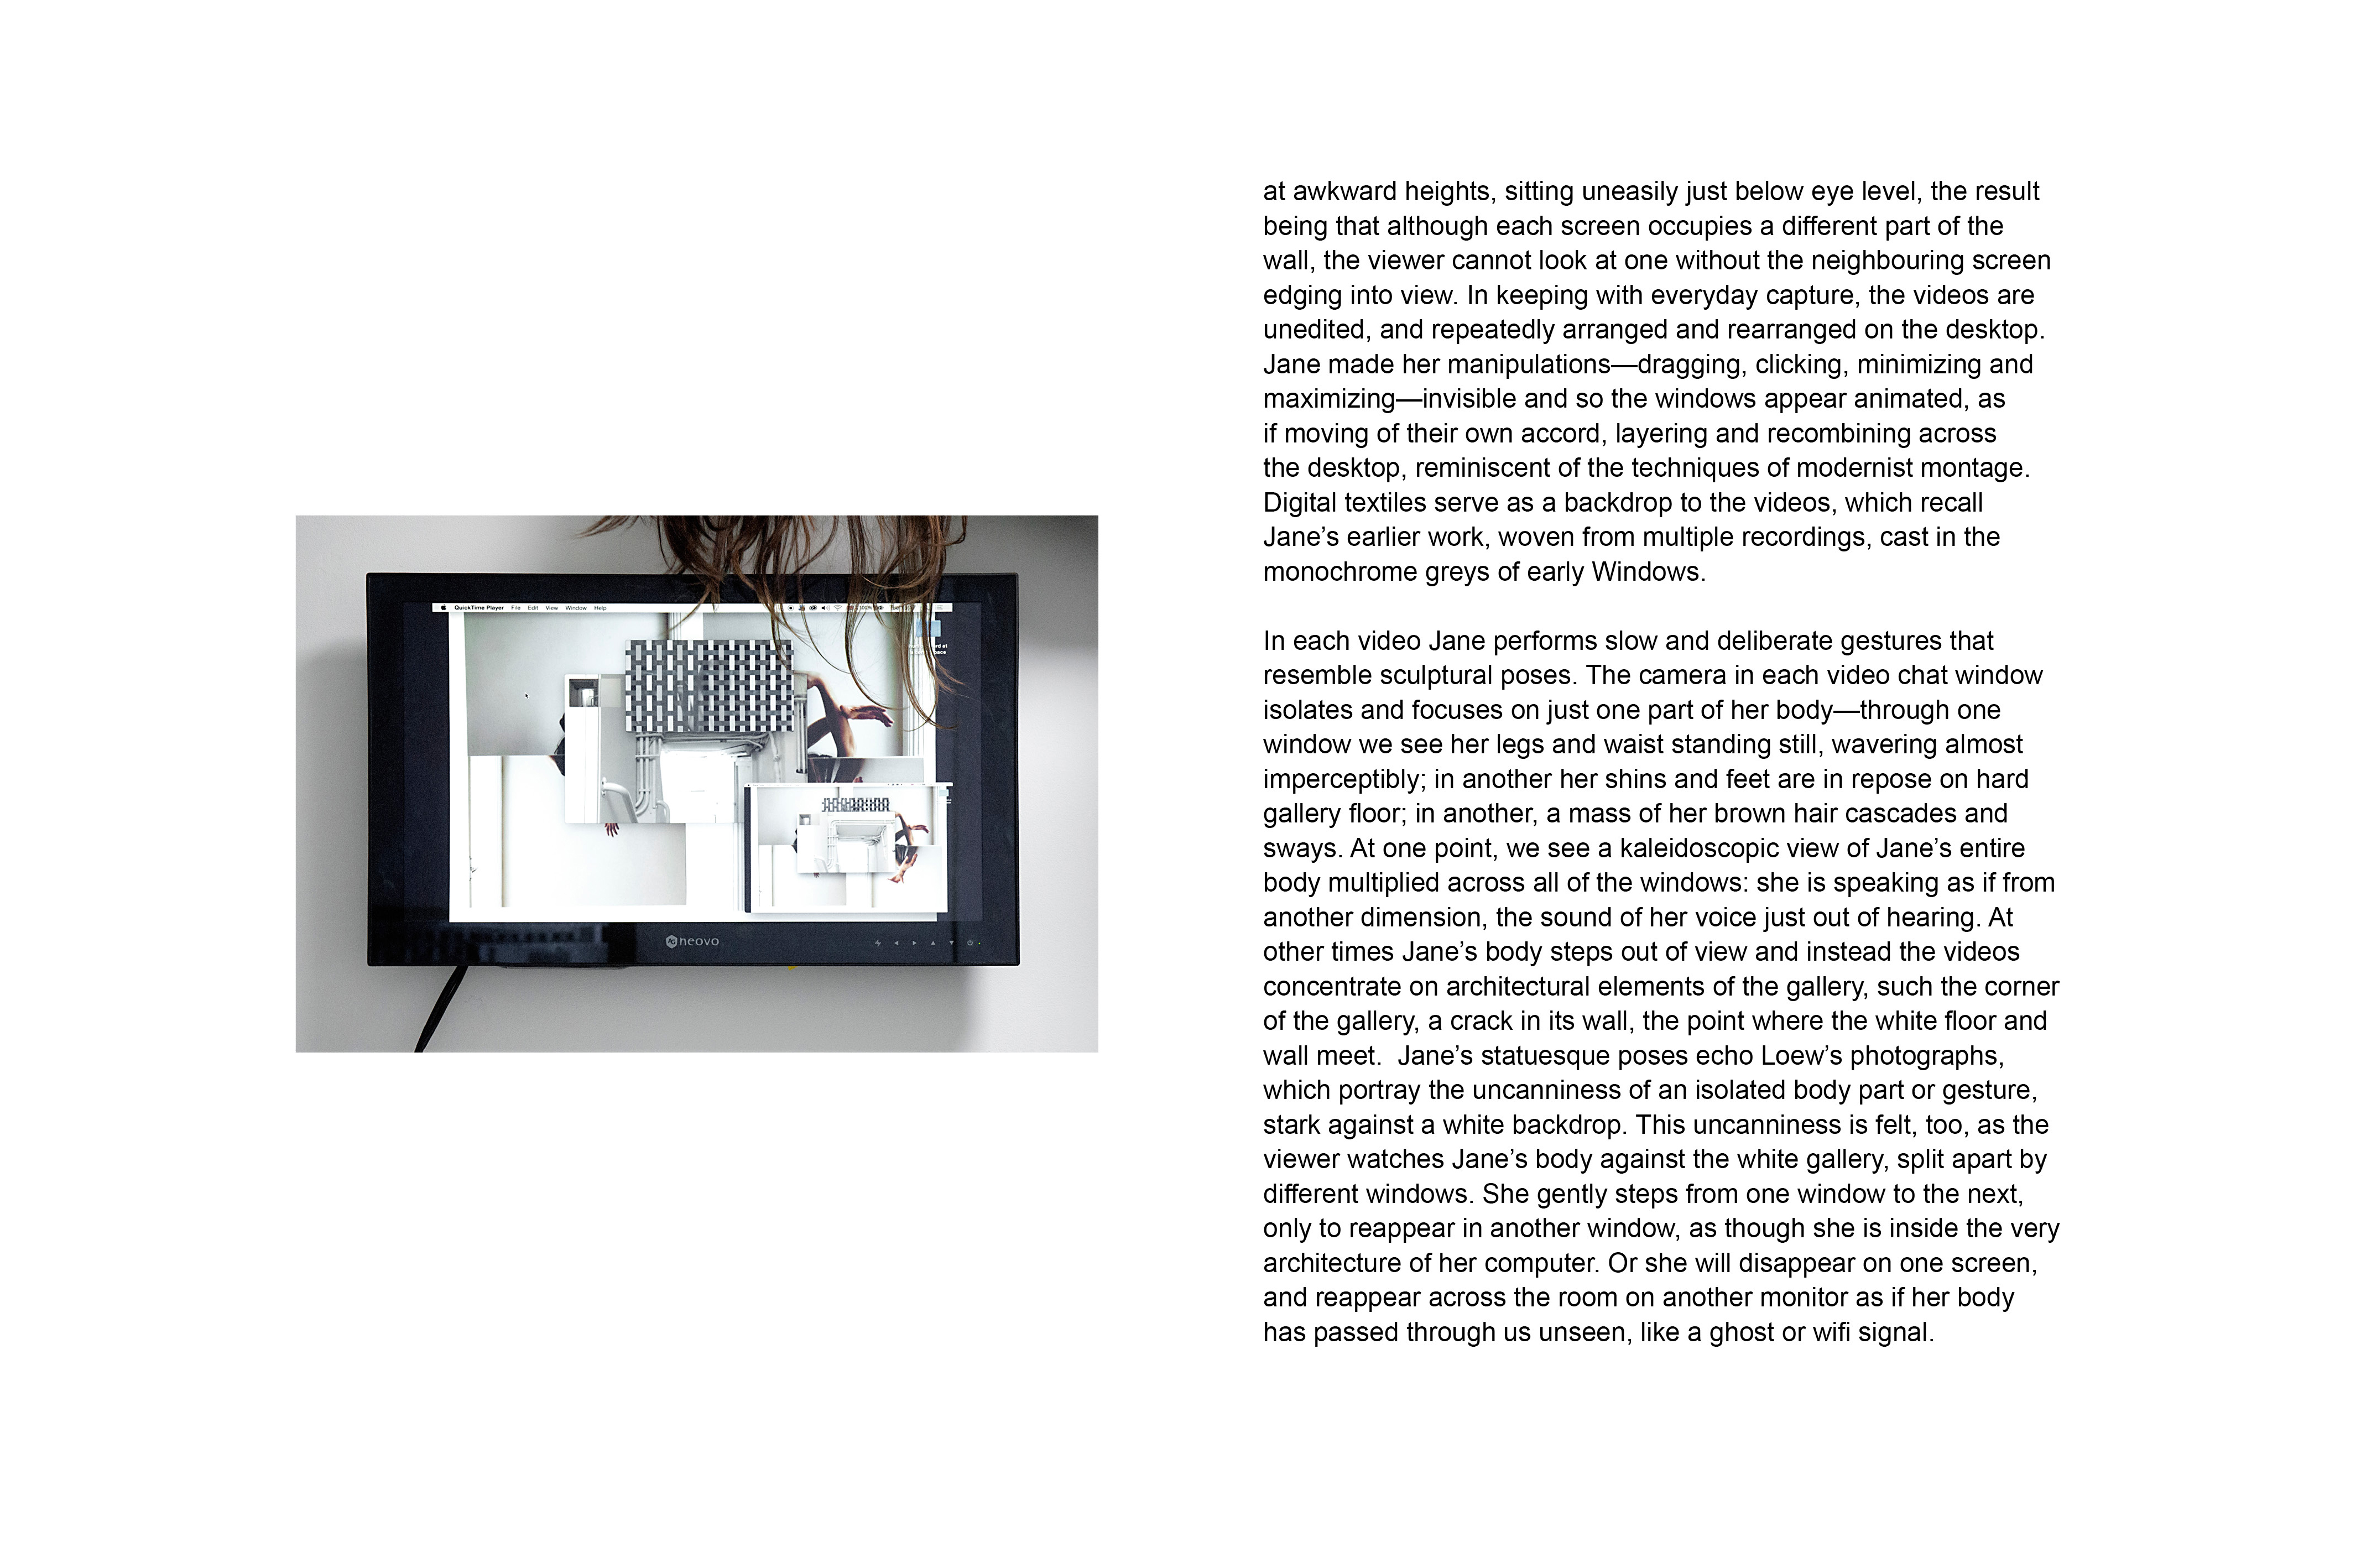 QuickTime Player File Edit View Window Help
neovo
at awkward heights, sitting uneasily just below eye level, the result
being that although each screen occupies a different part of the
wall, the viewer cannot look at one without the neighbouring screen
edging into view. In keeping with everyday capture, the videos are
unedited, and repeatedly arranged and rearranged on the desktop.
Jane made her manipulations—dragging, clicking, minimizing and
maximizing—invisible and so the windows appear animated, as
if moving of their own accord, layering and recombining across
the desktop, reminiscent of the techniques of modernist montage.
Digital textiles serve as a backdrop to the videos, which recall
Jane’s earlier work, woven from multiple recordings, cast in the
monochrome greys of early Windows.
In each video Jane performs slow and deliberate gestures that
resemble sculptural poses. The camera in each video chat window
isolates and focuses on just one part of her body—through one
window we see her legs and waist standing still, wavering almost
imperceptibly; in another her shins and feet are in repose on hard
gallery floor; in another, a mass of her brown hair cascades and
sways. At one point, we see a kaleidoscopic view of Jane’s entire
body multiplied across all of the windows: she is speaking as if from
another dimension, the sound of her voice just out of hearing. At
other times Jane’s body steps out of view and instead the videos
concentrate on architectural elements of the gallery, such the corner
of the gallery, a crack in its wall, the point where the white floor and
wall meet.  Jane’s statuesque poses echo Loew’s photographs,
which portray the uncanniness of an isolated body part or gesture,
stark against a white backdrop. This uncanniness is felt, too, as the
viewer watches Jane’s body against the white gallery, split apart by
different windows. She gently steps from one window to the next,
only to reappear in another window, as though she is inside the very
architecture of her computer. Or she will disappear on one screen,
and reappear across the room on another monitor as if her body
has passed through us unseen, like a ghost or wifi signal.